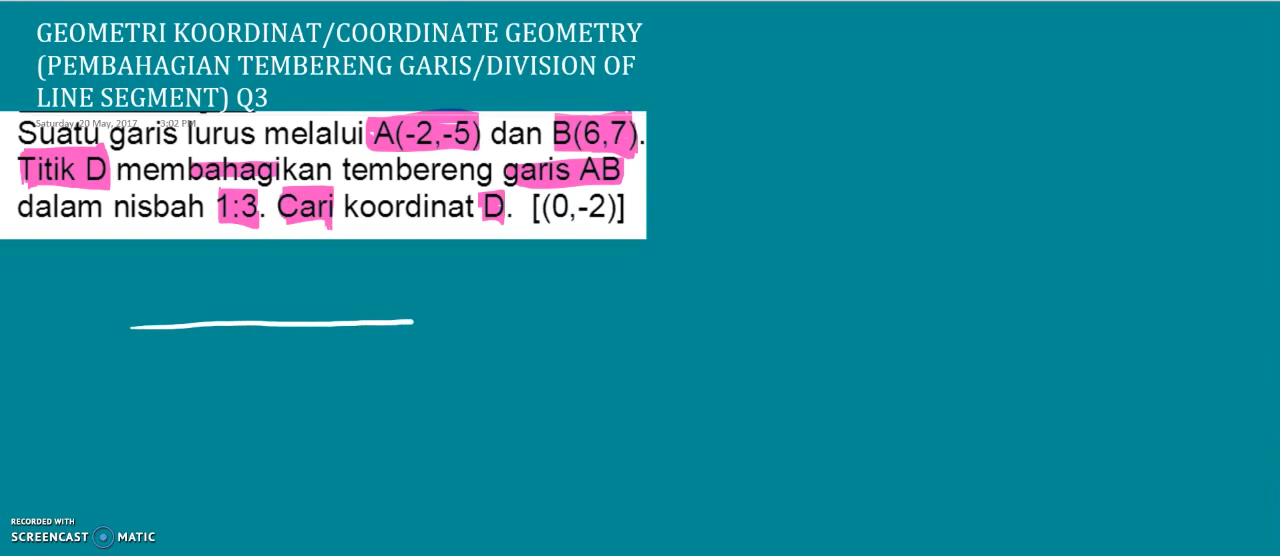 GEOMETRI KOORDINAT/COORDINATE GEOMETRY
(PEMBAHAGIAN TEMBERENG GARIS/DIVISION OF
LINE SEGMENT) Q3
Saturday, 20 May, 2017 3:02 PM
Suatu garis lurus melalui A(-2,-5) dan B(6,7).
Titik D membahagikan tembereng garis AB
dalam nisbah 1:3. Cari koordinat D. [(0,-2)]
RECORDED WITH
SCREENCAST MATIC